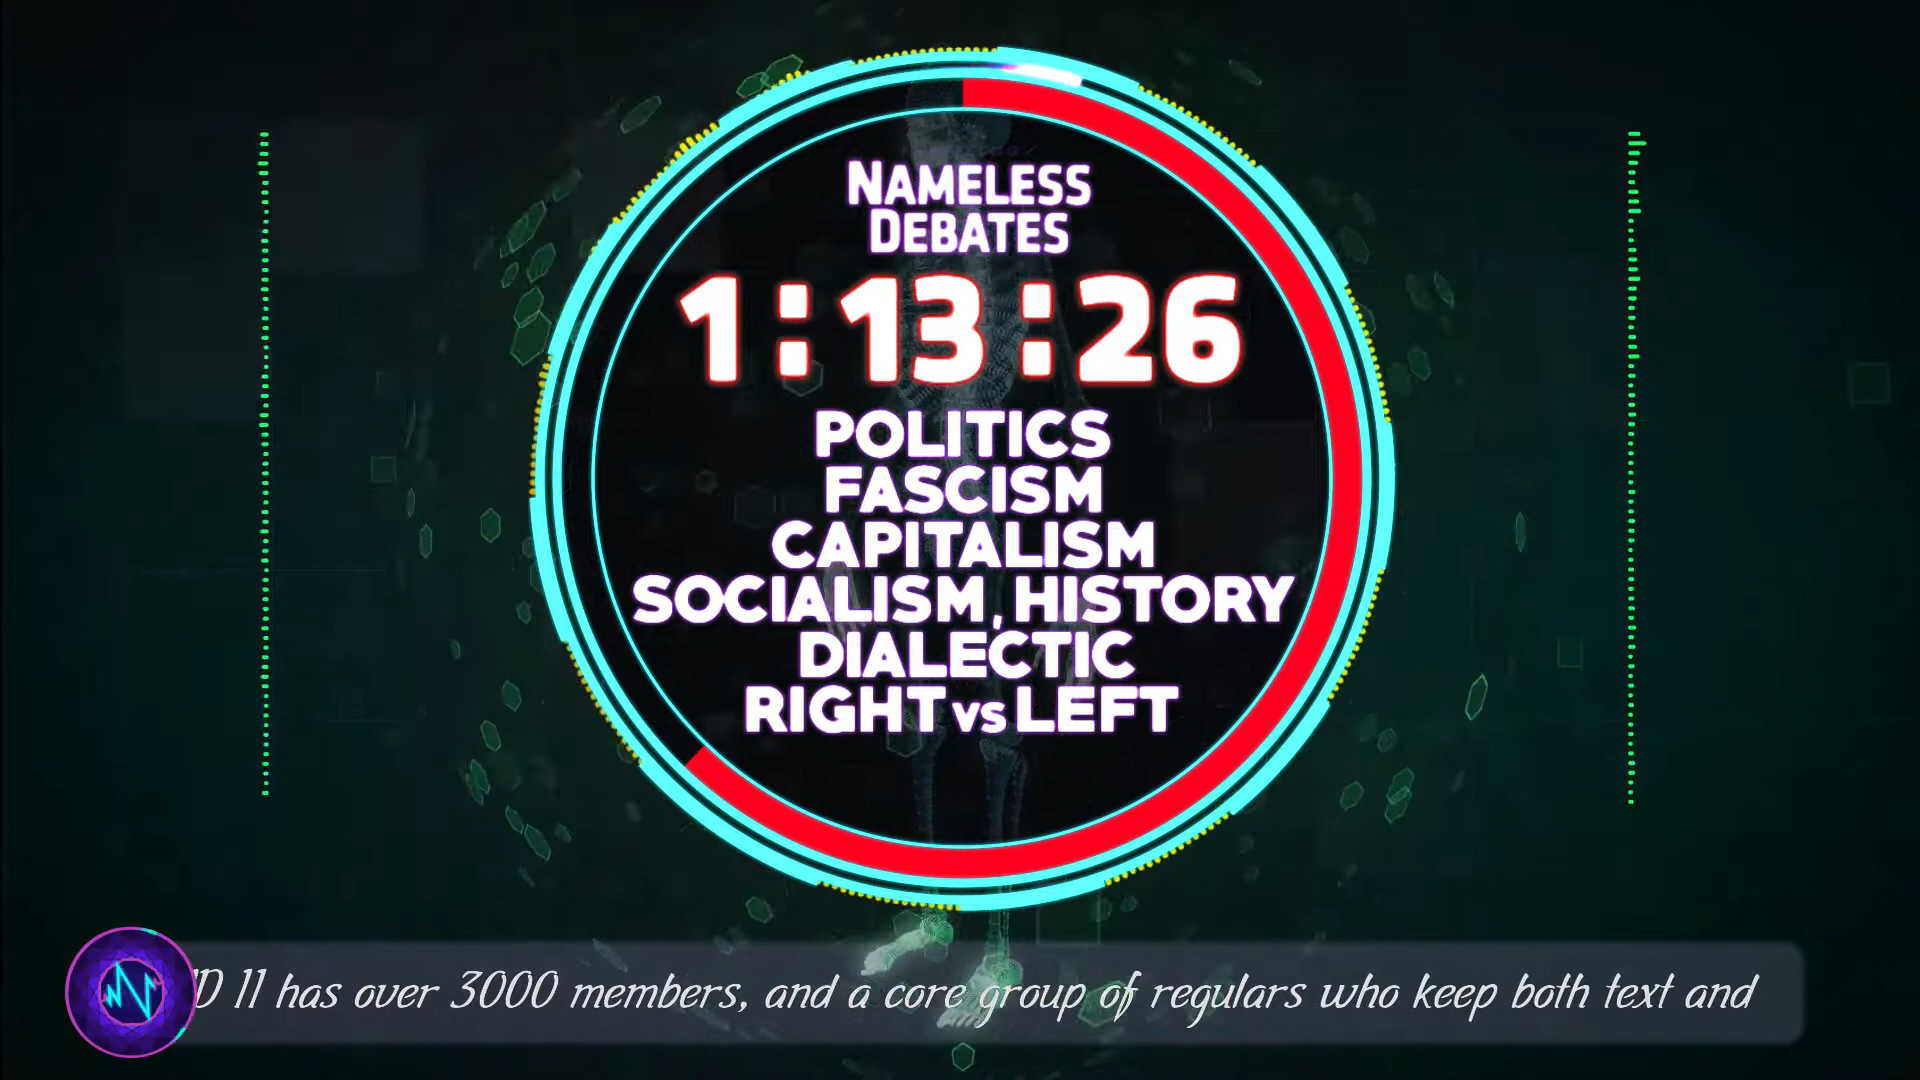 NAMELESS
DEBATES
1:13:26
POLITICS
FASCISM
CAPITALISM
SOCIALISM, HISTORY
DIALECTIC
RIGHT vs LEFT
D 11 has over 3000 members, and a core group of regulars who keep both text and